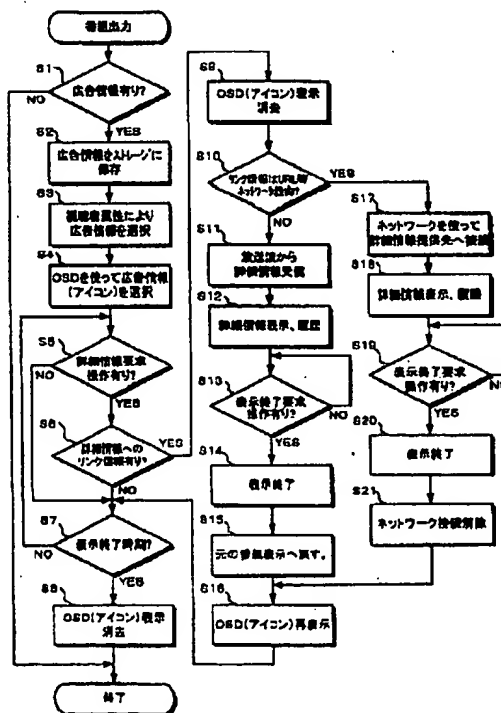 番組出力
S1
広告情報有り?
NO
YES
S2
広告情報をストレージに
保存
S3
視聴者属性により
広告情報を選択
S4
OSDを使って広告情報
(アイコン)を選択
S5
詳細情報要求
操作有り?
NO
YES
S6
詳細情報への
リンク情報有り?
YES
NO
S7
表示終了時刻?
NO
YES
S8
OSD(アイコン)表示
消去
終了
S9
OSD(アイコン)表示
消去
S10
リンク情報はURL等
ネットワーク
YES
NO
S11
放送波から
詳細情報受信
S12
詳細情報表示、
S13
表示終了要求
操作有り?
NO
YES
S14
表示終了
S15
元の番組表示へ戻す。
S16
OSD(アイコン)再表示
S17
ネットワークを使って
詳細情報提供先へ接続
S18
詳細情報表示、
S19
表示終了要求
操作有り?
NO
YES
S20
表示終了
S21
ネットワーク接続解除